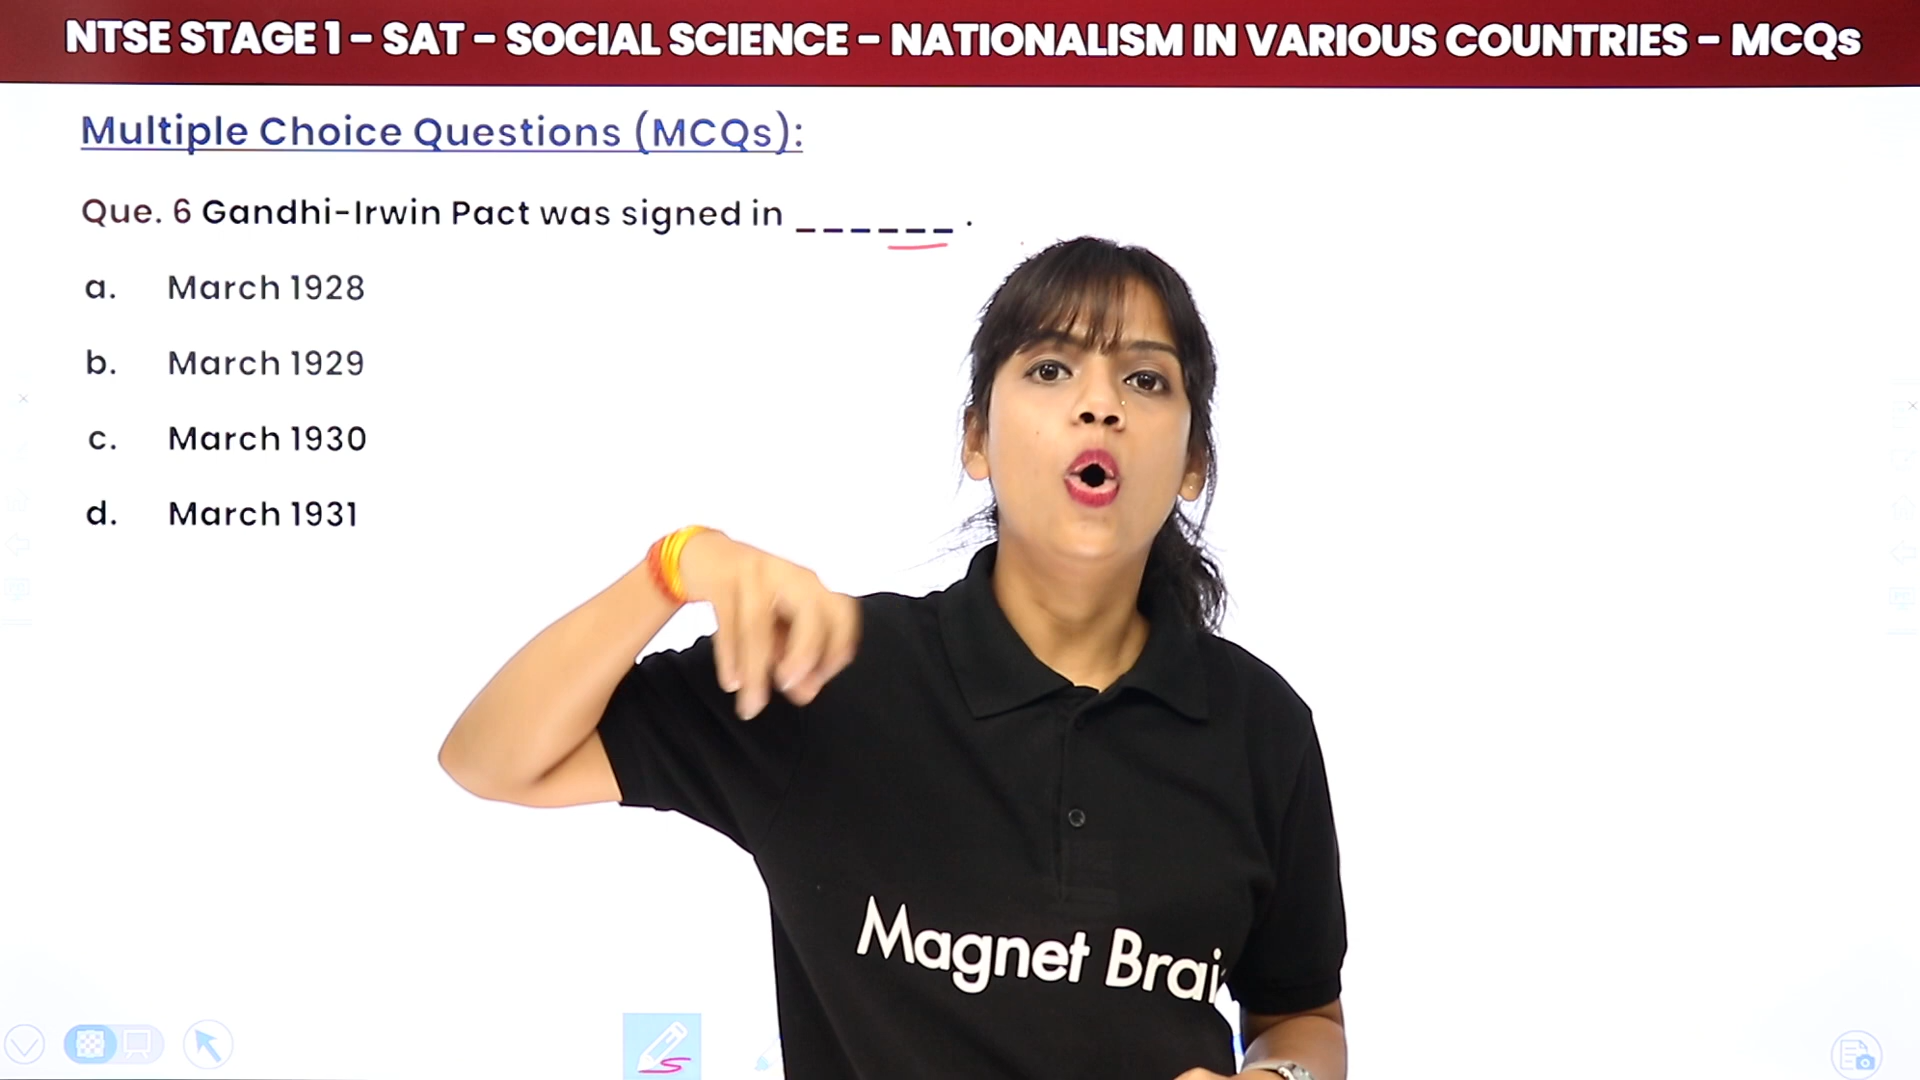 NTSE STAGE 1 - SAT - SOCIAL SCIENCE - NATIONALISM IN VARIOUS COUNTRIES - MCQs
Multiple Choice Questions (MCQs):
Que. 6 Gandhi-Irwin Pact was signed in ______ .
a. March 1928
b. March 1929
c. March 1930
d. March 1931
Magnet Brai